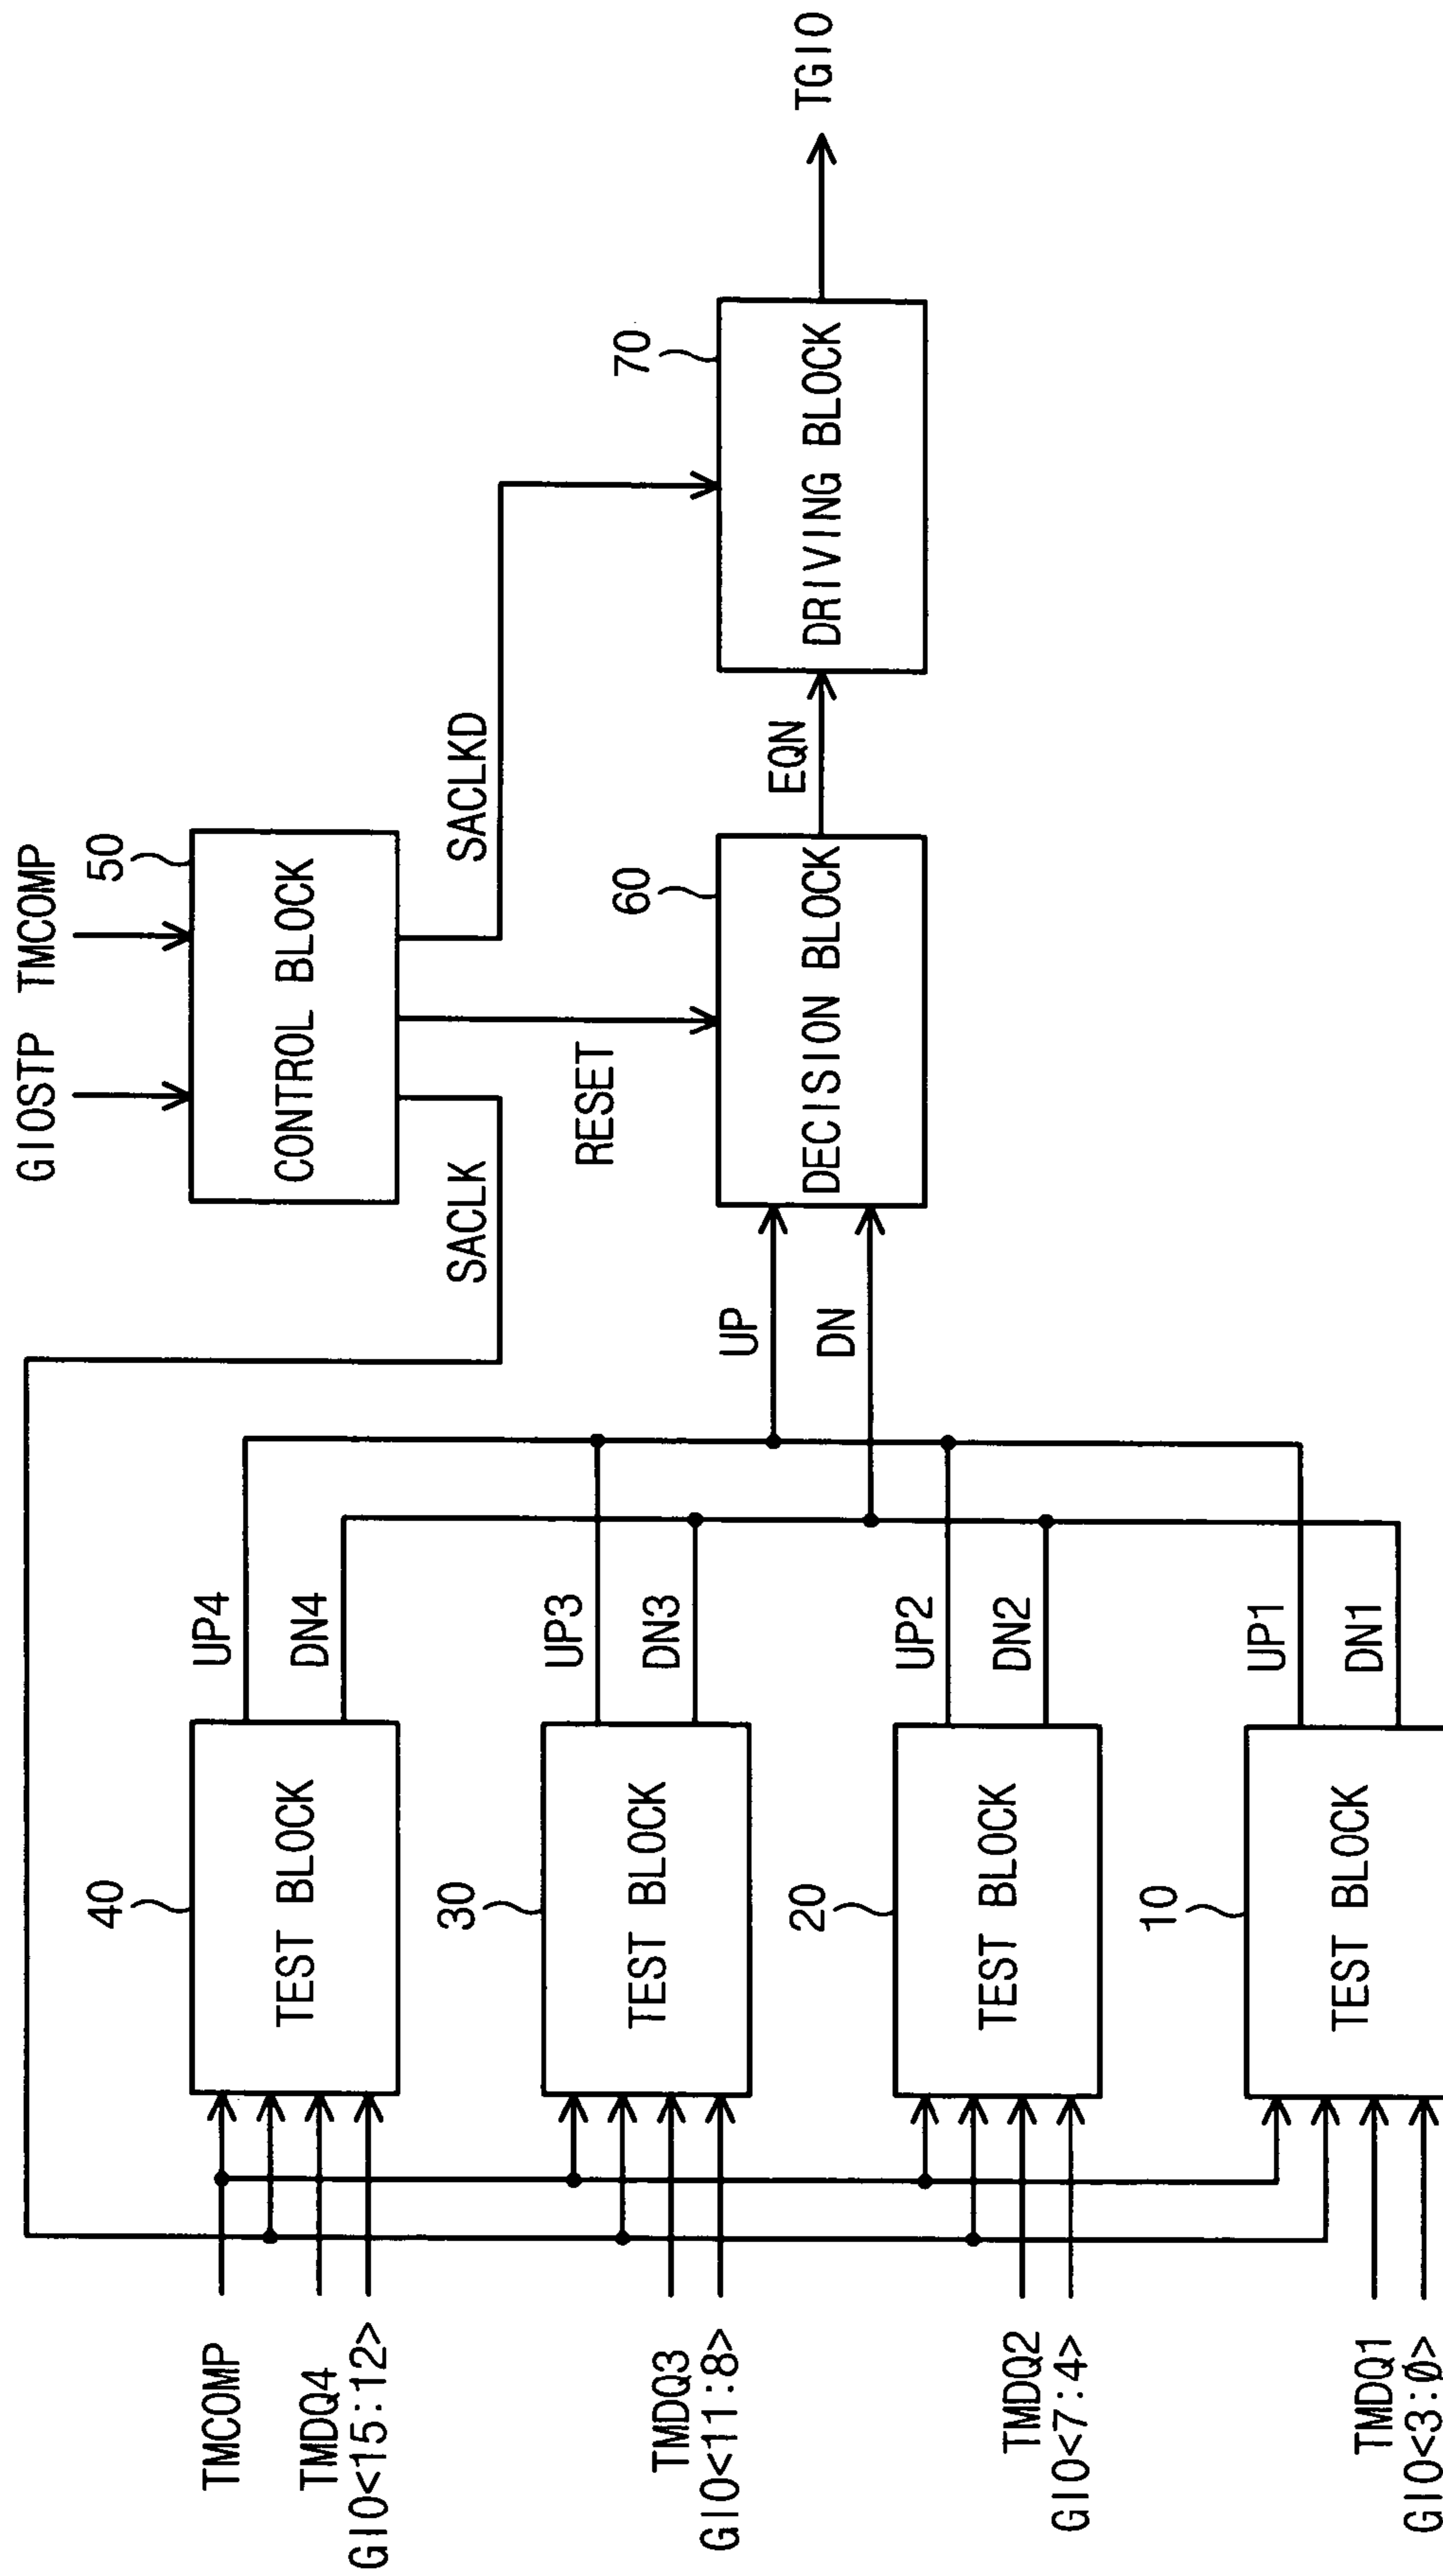 GIOSTP TMCOMP
50
CONTROL BLOCK
SACLK
RESET
SACLKD
TMCOMP
TMDQ4
GIO<15:12>
40
TEST BLOCK
UP4
DN4
TMDQ3
GIO<11:8>
30
TEST BLOCK
UP3
DN3
UP
DN
60
DECISION BLOCK
EQN
70
DRIVING BLOCK
TGIO
TMDQ2
GIO<7:4>
20
TEST BLOCK
UP2
DN2
TMDQ1
GIO<3:0>
10
TEST BLOCK
UP1
DN1